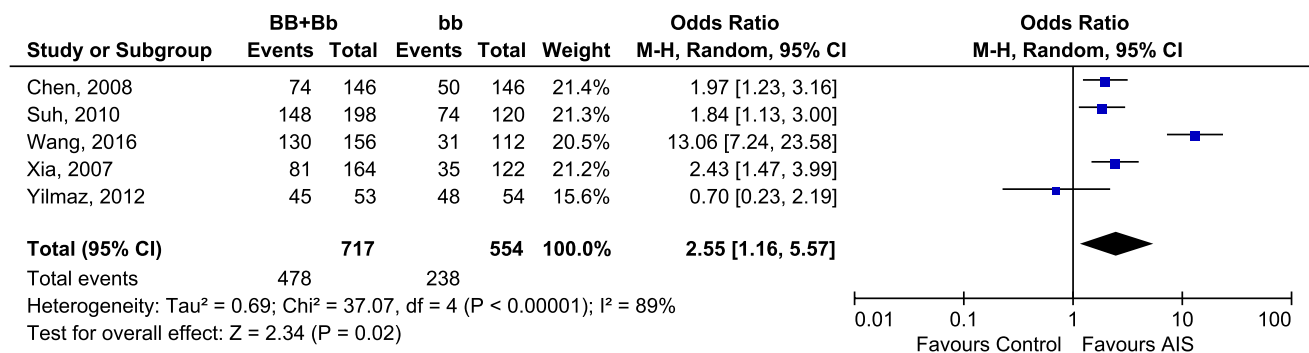 BB+Bb bb Odds Ratio Odds Ratio
Study or Subgroup Events Total Events Total Weight M-H, Random, 95% CI M-H, Random, 95% CI
Chen, 2008 74 146 50 146 21.4% 1.97 [1.23, 3.16]
Suh, 2010 148 198 74 120 21.3% 1.84 [1.13, 3.00]
Wang, 2016 130 156 31 112 20.5% 13.06 [7.24, 23.58]
Xia, 2007 81 164 35 122 21.2% 2.43 [1.47, 3.99]
Yilmaz, 2012 45 53 48 54 15.6% 0.70 [0.23, 2.19]
Total (95% CI) 717 554 100.0% 2.55 [1.16, 5.57]
Total events 478 238
Heterogeneity: Tau² = 0.69; Chi² = 37.07, df = 4 (P < 0.00001); I² = 89%
Test for overall effect: Z = 2.34 (P = 0.02)
0.01 0.1 1 10 100
Favours Control Favours AIS